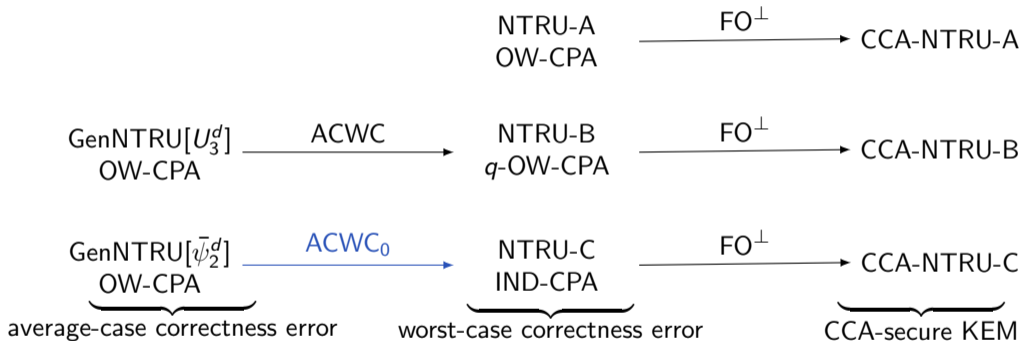 NTRU-A FO⊥ CCA-NTRU-A
OW-CPA
GenNTRU[U₃ᵈ] ACWC NTRU-B FO⊥ CCA-NTRU-B
OW-CPA q-OW-CPA
GenNTRU[ψ̄₂ᵈ] ACWC₀ NTRU-C FO⊥ CCA-NTRU-C
OW-CPA IND-CPA
average-case correctness error worst-case correctness error CCA-secure KEM